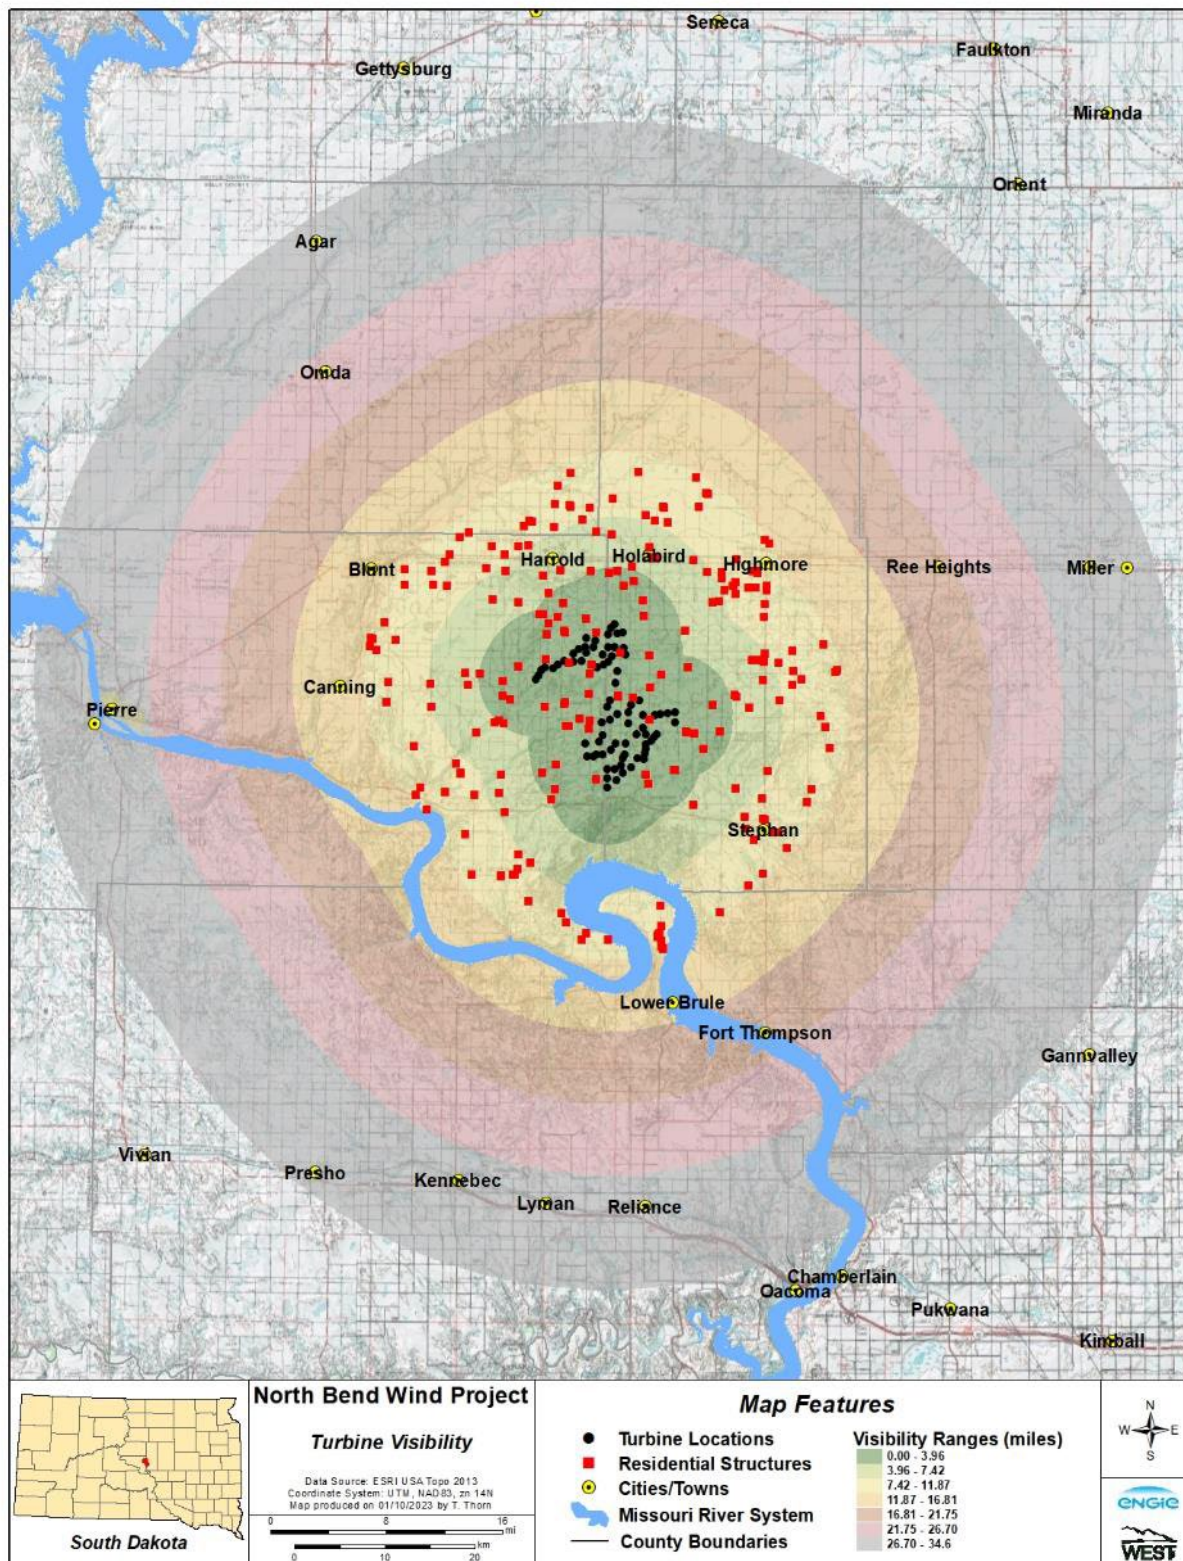 Seneca
Faulkton
Gettysburg
Miranda
Orient
Agar
Onida
Harrold
Holabird
Highmore
Blunt
Ree Heights
Miller
Canning
Pierre
Stephan
Lower Brule
Fort Thompson
Gannvalley
Vivian
Presho
Kennebec
Lyman
Reliance
Chamberlain
Oacoma
Pukwana
Kimball
South Dakota
North Bend Wind Project
Turbine Visibility
Data Source: ESRI USA Topo 2013
Coordinate System: UTM, NAD83, zn 14N
Map produced on 01/10/2023 by T. Thorn
0 8 16
mi
km
0 10 20
Map Features
Turbine Locations
Residential Structures
Cities/Towns
Missouri River System
County Boundaries
Visibility Ranges (miles)
0.00 - 3.96
3.96 - 7.42
7.42 - 11.87
11.87 - 16.81
16.81 - 21.75
21.75 - 26.70
26.70 - 34.6
N
W E
S
ENGIE
WEST